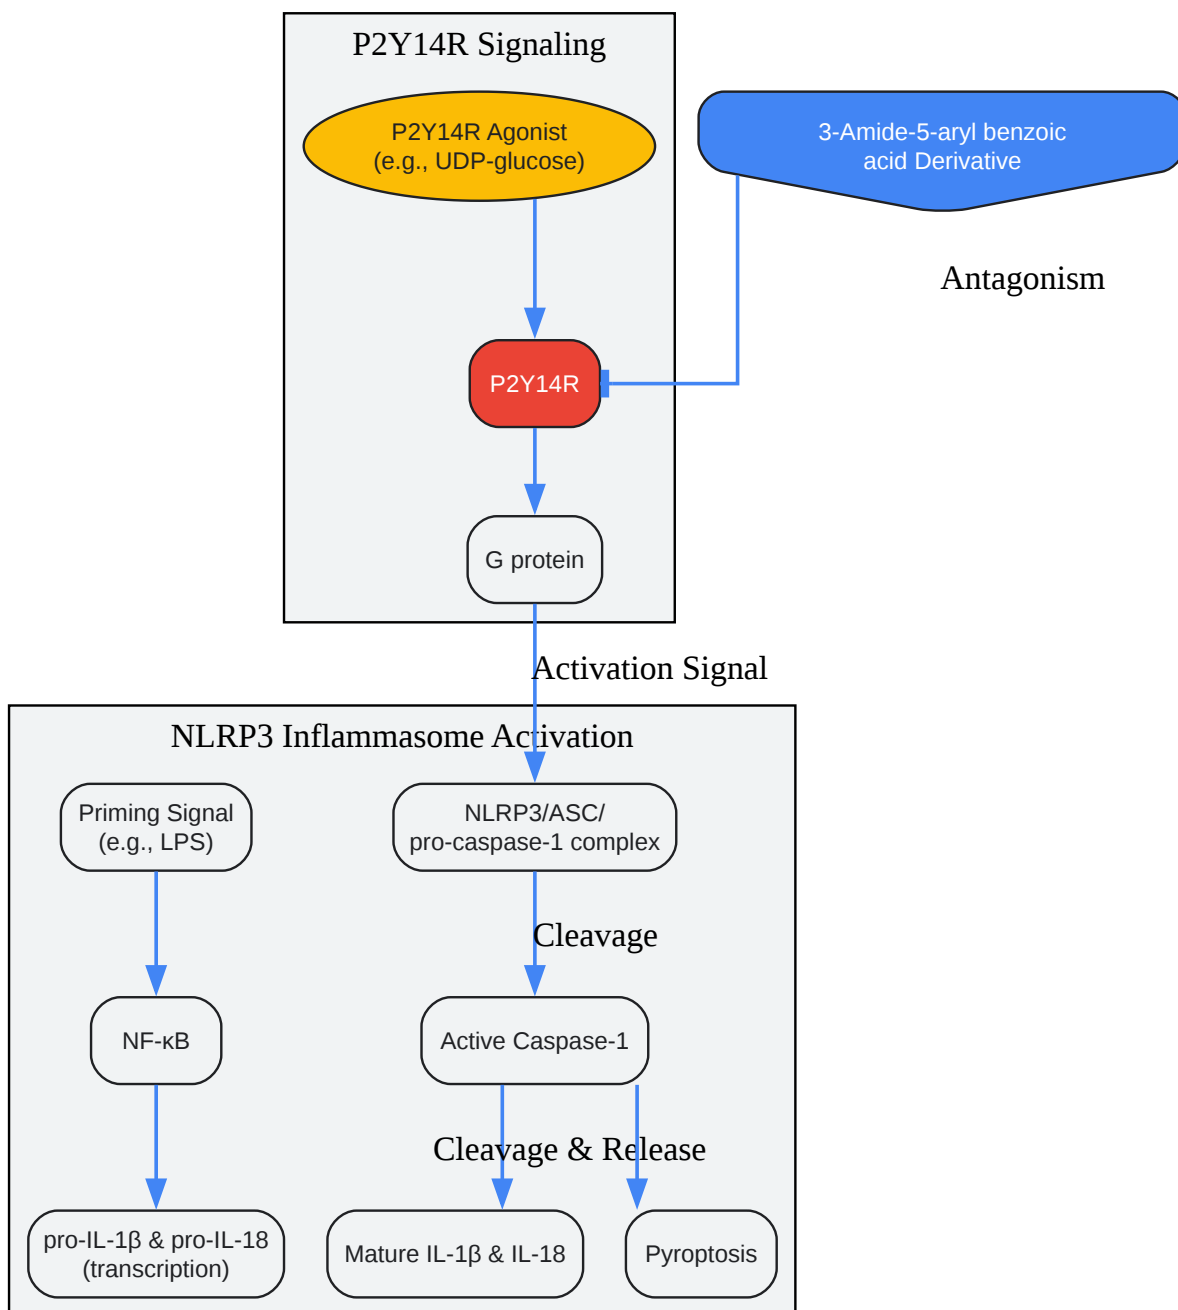 P2Y14R Signaling
P2Y14R Agonist
(e.g., UDP-glucose)
3-Amide-5-aryl benzoic
acid Derivative
Antagonism
P2Y14R
G protein
Activation Signal
NLRP3 Inflammasome Activation
Priming Signal
(e.g., LPS)
NLRP3/ASC/
pro-caspase-1 complex
Cleavage
NF-κB
Active Caspase-1
Cleavage & Release
pro-IL-1β & pro-IL-18
(transcription)
Mature IL-1β & IL-18
Pyroptosis